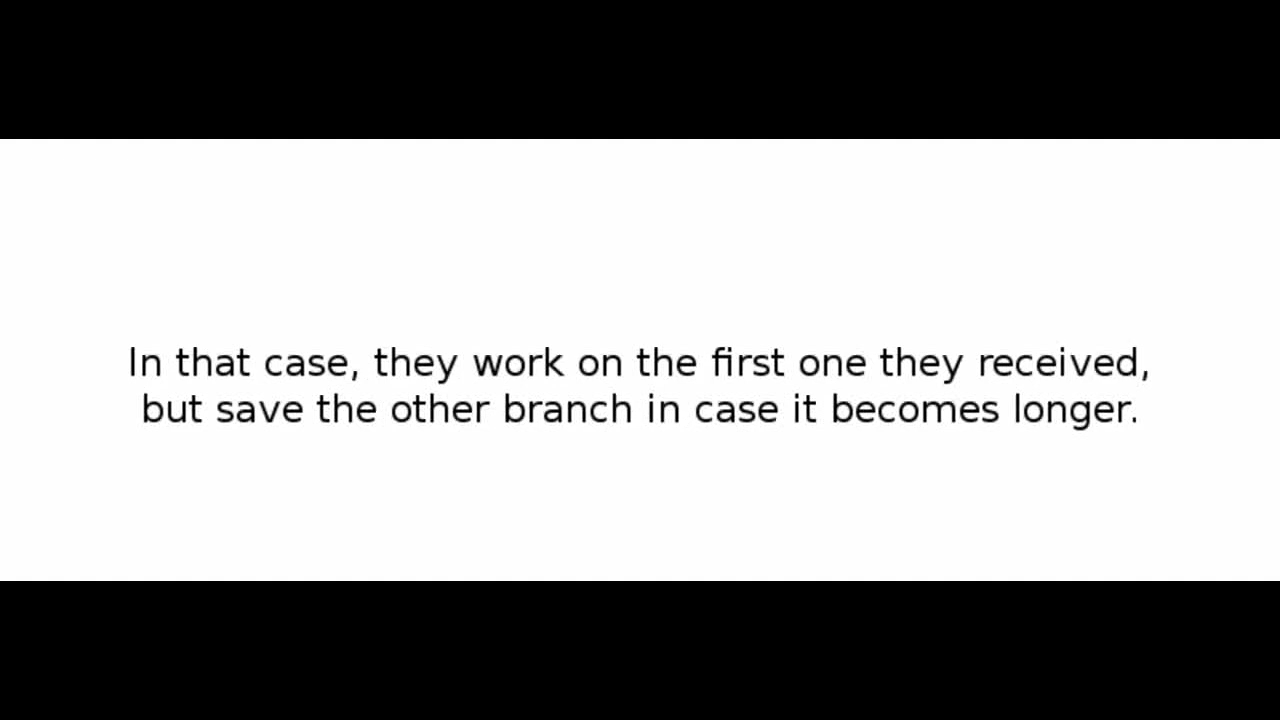 In that case, they work on the first one they received,
but save the other branch in case it becomes longer.